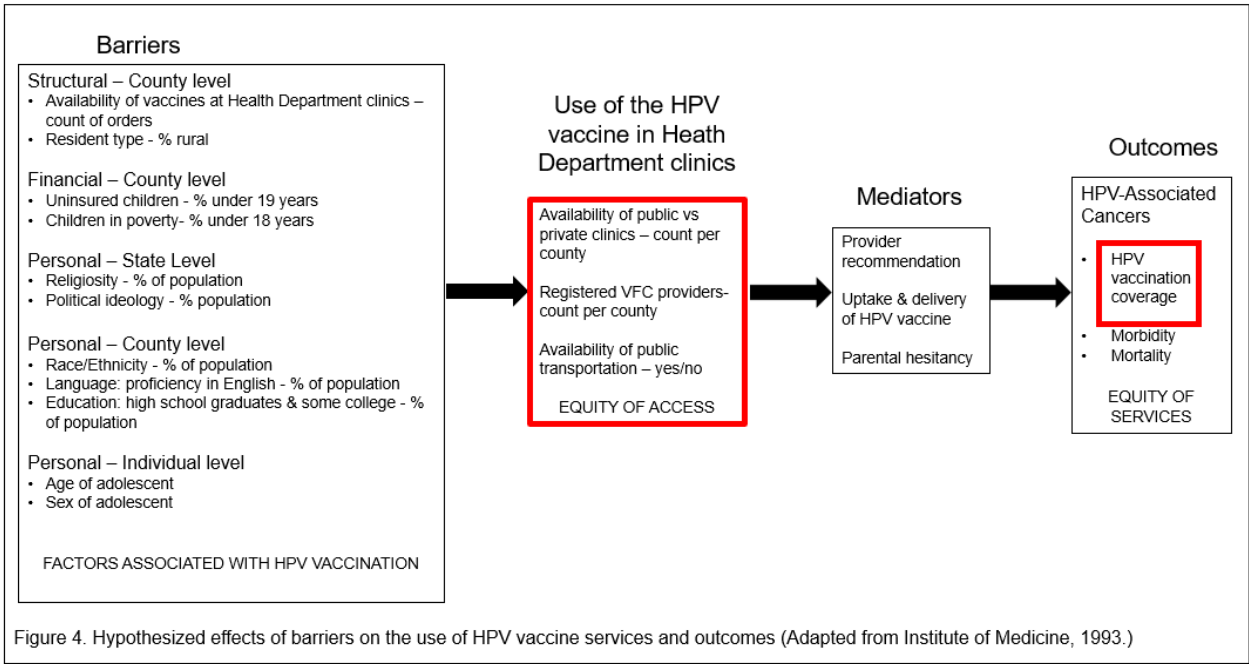 Barriers
Structural – County level
• Availability of vaccines at Health Department clinics –
count of orders
• Resident type - % rural
Financial – County level
• Uninsured children - % under 19 years
• Children in poverty- % under 18 years
Personal – State Level
• Religiosity - % of population
• Political ideology - % population
Personal – County level
• Race/Ethnicity - % of population
• Language: proficiency in English - % of population
• Education: high school graduates & some college - %
of population
Personal – Individual level
• Age of adolescent
• Sex of adolescent
FACTORS ASSOCIATED WITH HPV VACCINATION
Use of the HPV
vaccine in Heath
Department clinics
Availability of public vs
private clinics – count per
county
Registered VFC providers-
count per county
Availability of public
transportation – yes/no
EQUITY OF ACCESS
Mediators
Provider
recommendation
Uptake & delivery
of HPV vaccine
Parental hesitancy
Outcomes
HPV-Associated
Cancers
• HPV
vaccination
coverage
• Morbidity
• Mortality
EQUITY OF
SERVICES
Figure 4. Hypothesized effects of barriers on the use of HPV vaccine services and outcomes (Adapted from Institute of Medicine, 1993.)